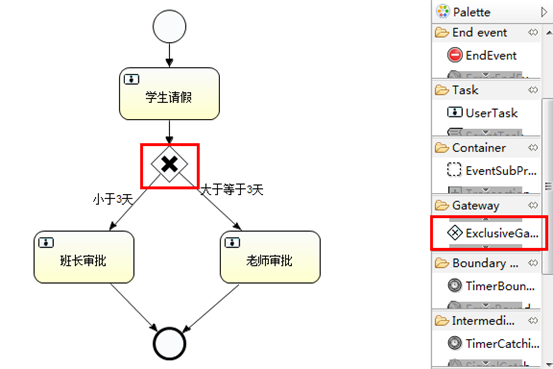 学生请假
小于3天
大于等于3天
班长审批
老师审批
Palette
End event
EndEvent
Task
UserTask
Container
EventSubPr...
Gateway
ExclusiveGa...
Boundary ...
TimerBoun...
Intermedi...
TimerCatchi...